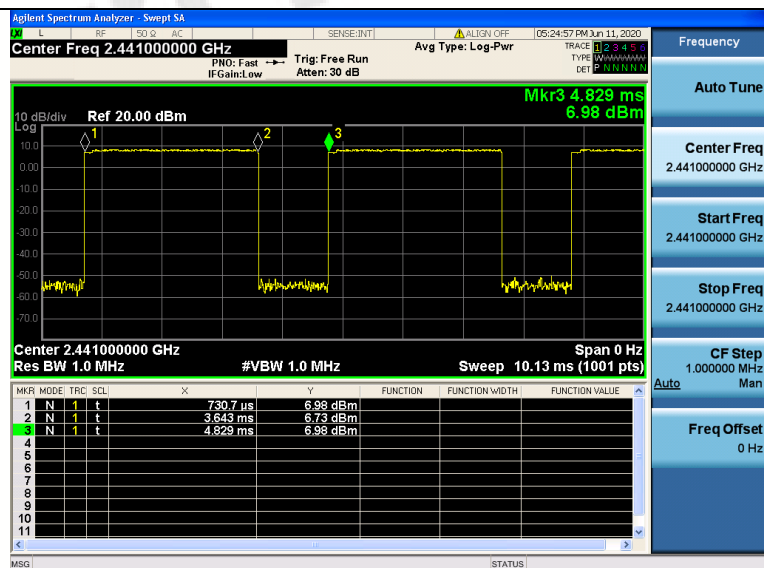 Agilent Spectrum Analyzer - Swept SA
LXI L RF 50 Ω AC SENSE:INT ALIGN OFF 05:24:57 PM Jun 11, 2020
Center Freq 2.441000000 GHz
PNO: Fast
IFGain:Low
Trig: Free Run
Atten: 30 dB
Avg Type: Log-Pwr
TRACE 1 2 3 4 5 6
TYPE W
DET P N N N N N
Mkr3 4.829 ms
6.98 dBm
10 dB/div
Log
Ref 20.00 dBm
1
2
3
10.0
0.00
-10.0
-20.0
-30.0
-40.0
-50.0
-60.0
-70.0
Center 2.441000000 GHz
Span 0 Hz
Res BW 1.0 MHz
#VBW 1.0 MHz
Sweep 10.13 ms (1001 pts)
MKR MODE TRC SCL X Y FUNCTION FUNCTION WIDTH FUNCTION VALUE
1 N 1 t 730.7 µs 6.98 dBm
2 N 1 t 3.643 ms 6.73 dBm
3 N 1 t 4.829 ms 6.98 dBm
4
5
6
7
8
9
10
11
MSG
STATUS
Frequency
Auto Tune
Center Freq
2.441000000 GHz
Start Freq
2.441000000 GHz
Stop Freq
2.441000000 GHz
CF Step
1.000000 MHz
Auto Man
Freq Offset
0 Hz